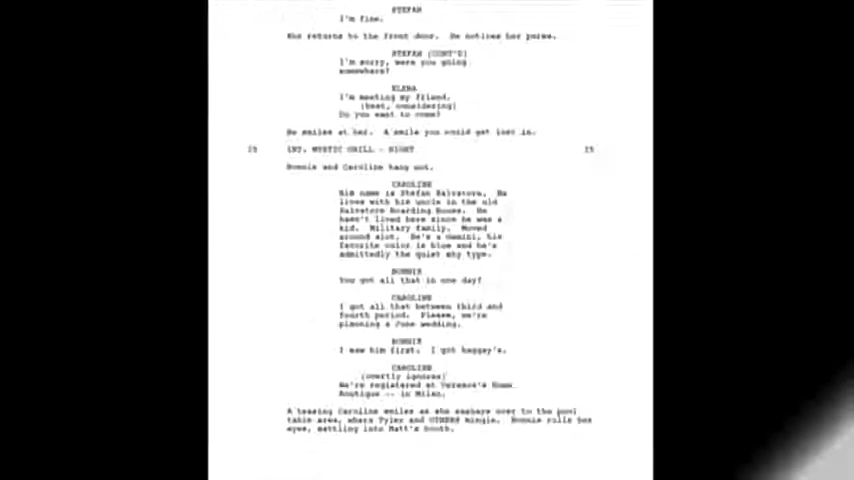 STEFAN
I'm fine.
She returns to the front door. He notices her purse.
STEFAN (CONT'D)
I'm sorry, were you going
somewhere?
ELENA
I'm meeting my friend.
(beat, considering)
Do you want to come?
He smiles at her. A smile you could get lost in.
25 INT. MYSTIC GRILL - NIGHT 25
Bonnie and Caroline hang out.
CAROLINE
His name is Stefan Salvatore. He
lives with his uncle in the old
Salvatore Boarding House. He
hasn't lived here since he was a
kid. Military family. Moved
around alot. He's a Gemini, his
favorite color is blue and he's
admittedly the quiet shy type.
BONNIE
You got all that in one day?
CAROLINE
I got all that between third and
fourth period. Please, we're
planning a June wedding.
BONNIE
I saw him first. I got
CAROLINE
(overtly ignores)
We're registered at Home
Boutique -- in Milan.
A teasing Caroline smiles as she over to the pool
table area, where Tyler and OTHERS mingle. Bonnie rolls her
eyes, settling into Matt's booth.